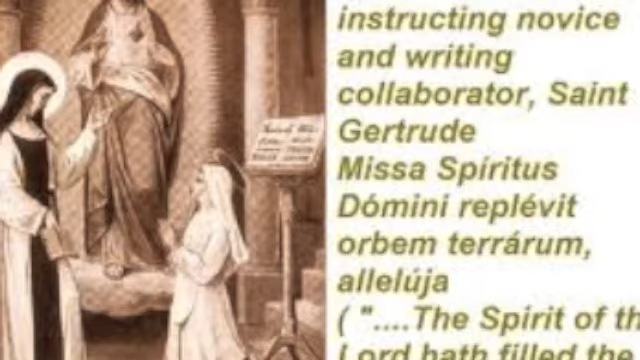 instructing novice
and writing
collaborator, Saint
Gertrude
Missa Spíritus
Dómini replévit
orbem terrárum,
allelúja
( "....The Spirit of th
Lord hath filled the